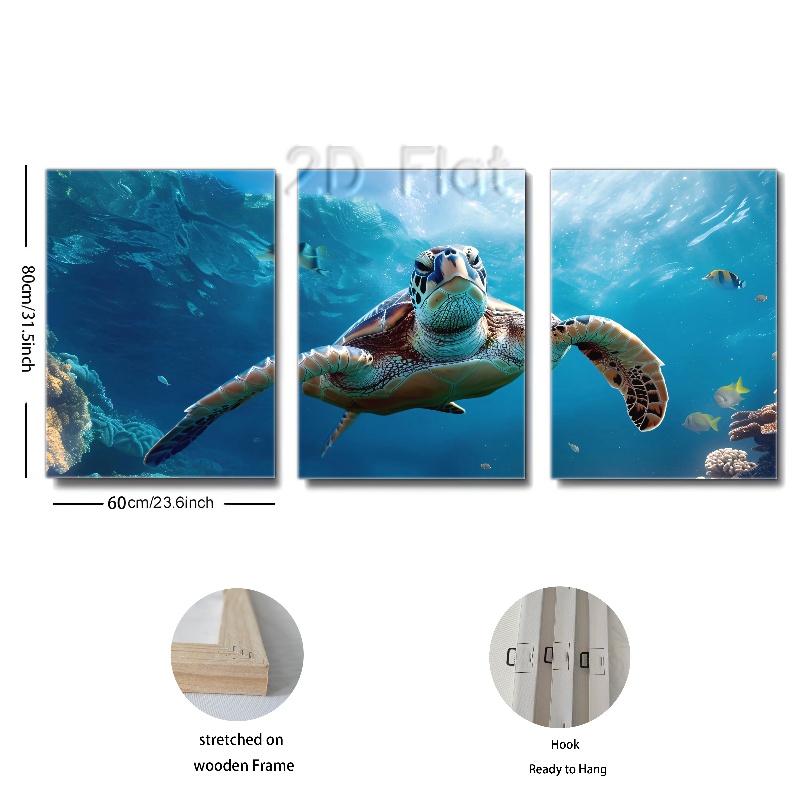 2D Flat
80cm/31.5inch
60cm/23.6inch
stretched on
wooden Frame
Hook
Ready to Hang